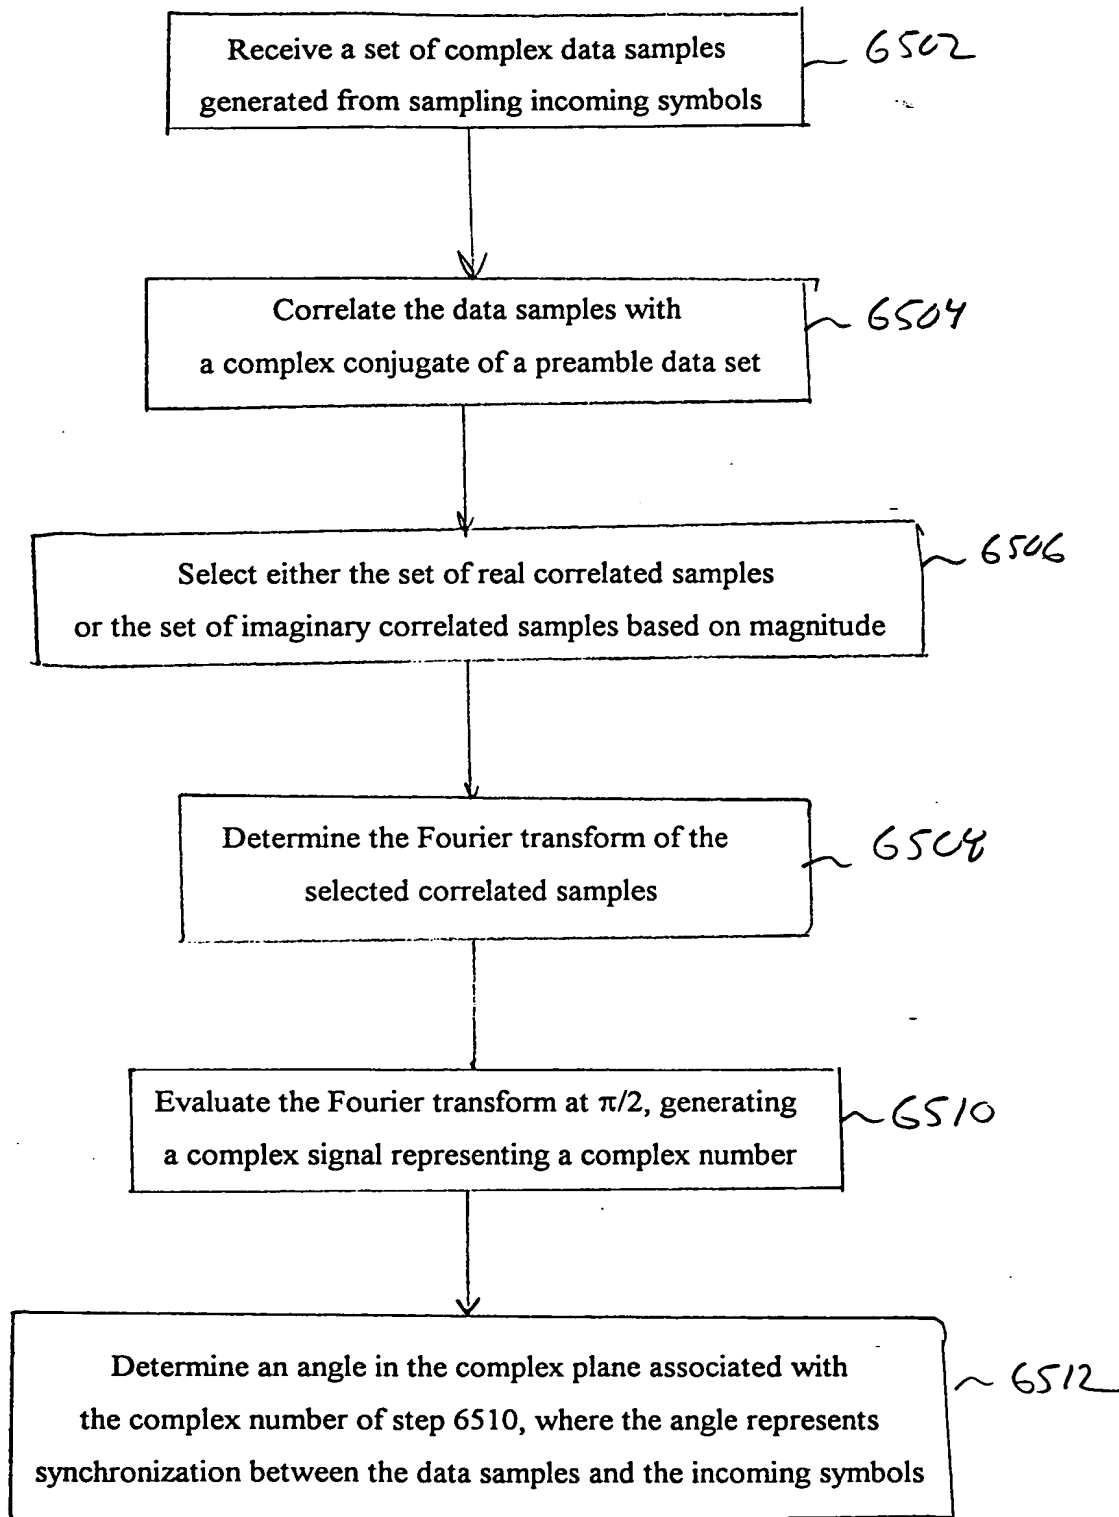 Receive a set of complex data samples
generated from sampling incoming symbols
6502
Correlate the data samples with
a complex conjugate of a preamble data set
6504
Select either the set of real correlated samples
or the set of imaginary correlated samples based on magnitude
6506
Determine the Fourier transform of the
selected correlated samples
6508
Evaluate the Fourier transform at π/2, generating
a complex signal representing a complex number
6510
Determine an angle in the complex plane associated with
the complex number of step 6510, where the angle represents
synchronization between the data samples and the incoming symbols
6512